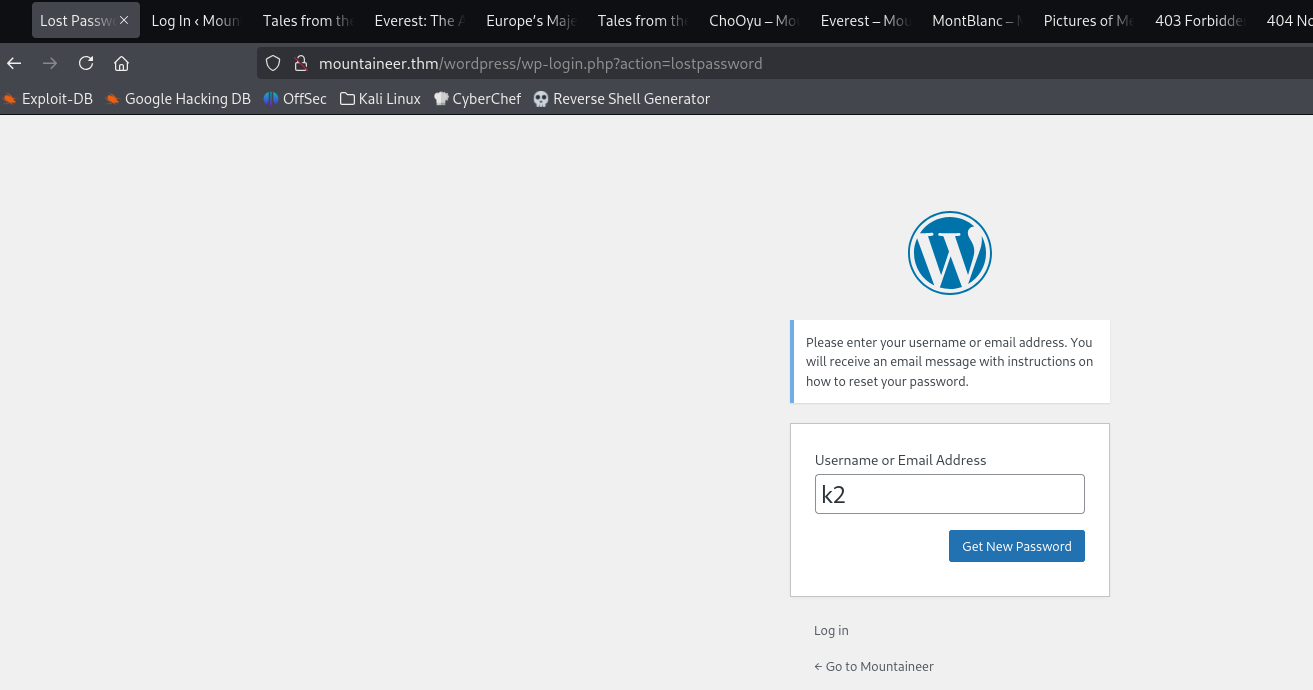 Lost Passw
Log In ‹ Moun
Tales from the
Everest: The A
Europe's Maje
Tales from the
ChoOyu – Mou
Everest – Mou
MontBlanc – M
Pictures of Mo
403 Forbidde
404 No
mountaineer.thm/wordpress/wp-login.php?action=lostpassword
Exploit-DB
Google Hacking DB
OffSec
Kali Linux
CyberChef
Reverse Shell Generator
Please enter your username or email address. You
will receive an email message with instructions on
how to reset your password.
Username or Email Address
k2
Get New Password
Log in
← Go to Mountaineer